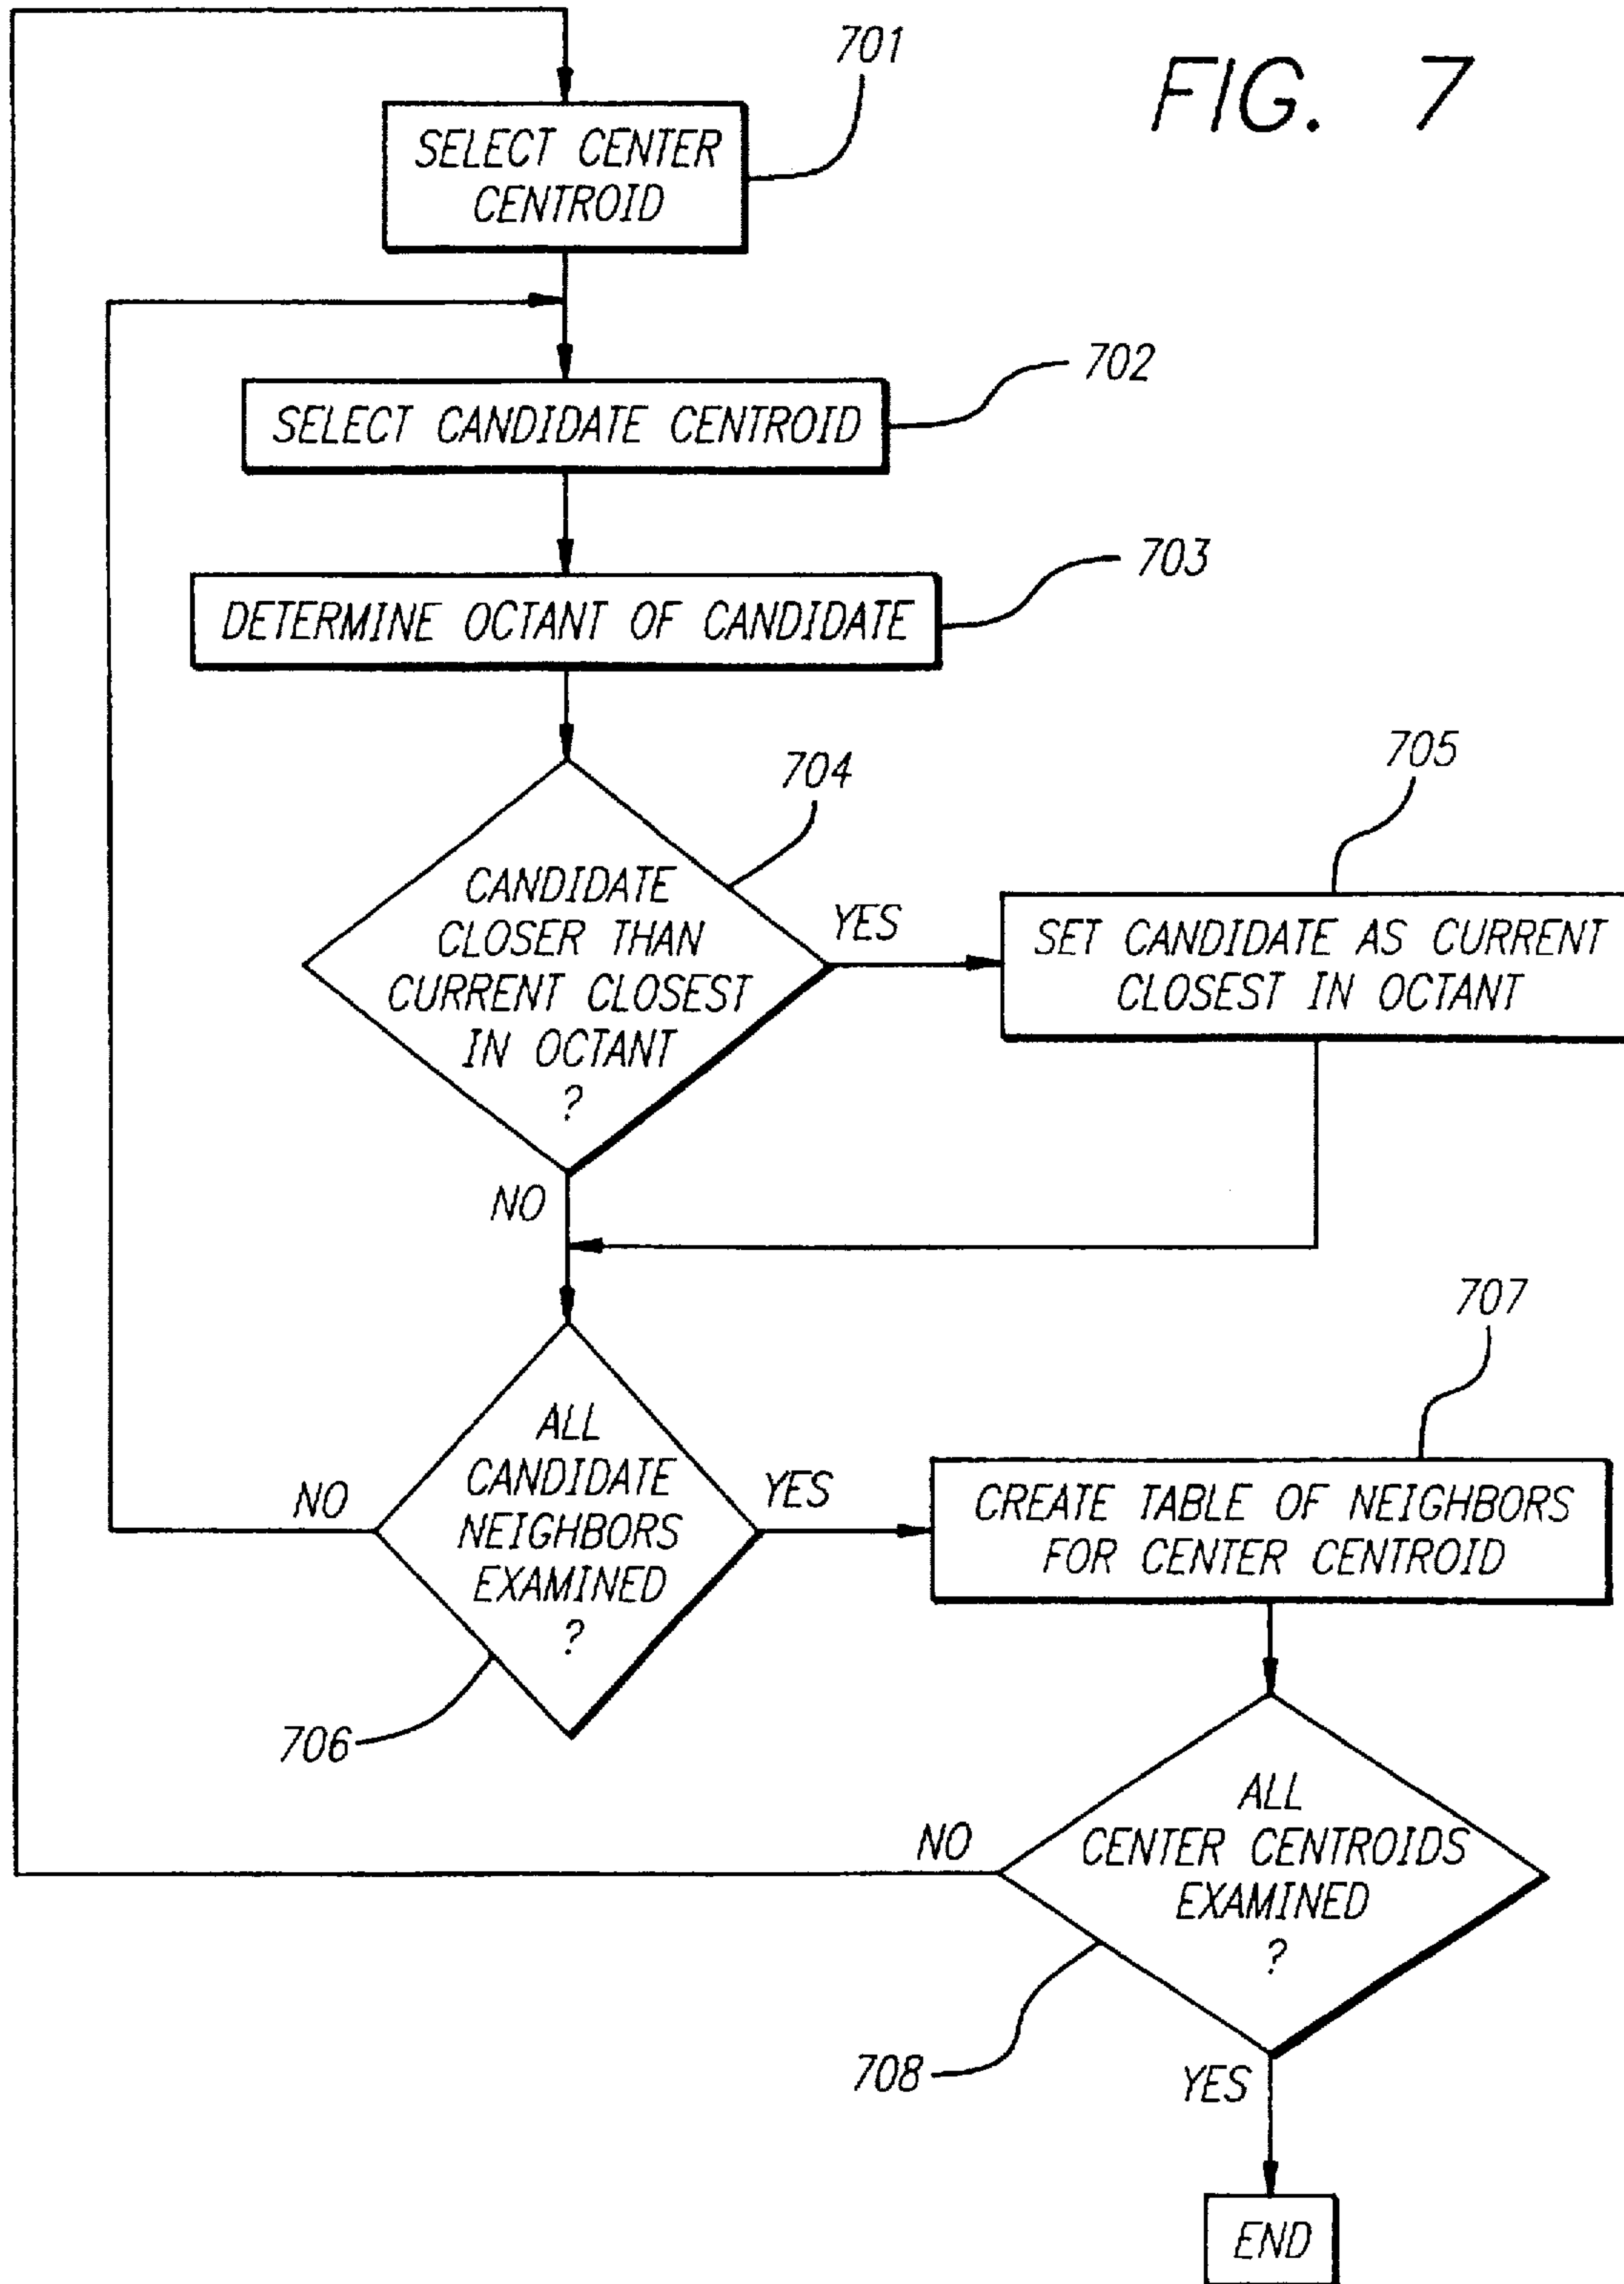 FIG. 7
701
SELECT CENTER
CENTROID
702
SELECT CANDIDATE CENTROID
703
DETERMINE OCTANT OF CANDIDATE
704
CANDIDATE
CLOSER THAN
CURRENT CLOSEST
IN OCTANT
?
YES
NO
705
SET CANDIDATE AS CURRENT
CLOSEST IN OCTANT
706
ALL
CANDIDATE
NEIGHBORS
EXAMINED
?
NO
YES
707
CREATE TABLE OF NEIGHBORS
FOR CENTER CENTROID
708
ALL
CENTER CENTROIDS
EXAMINED
?
NO
YES
END